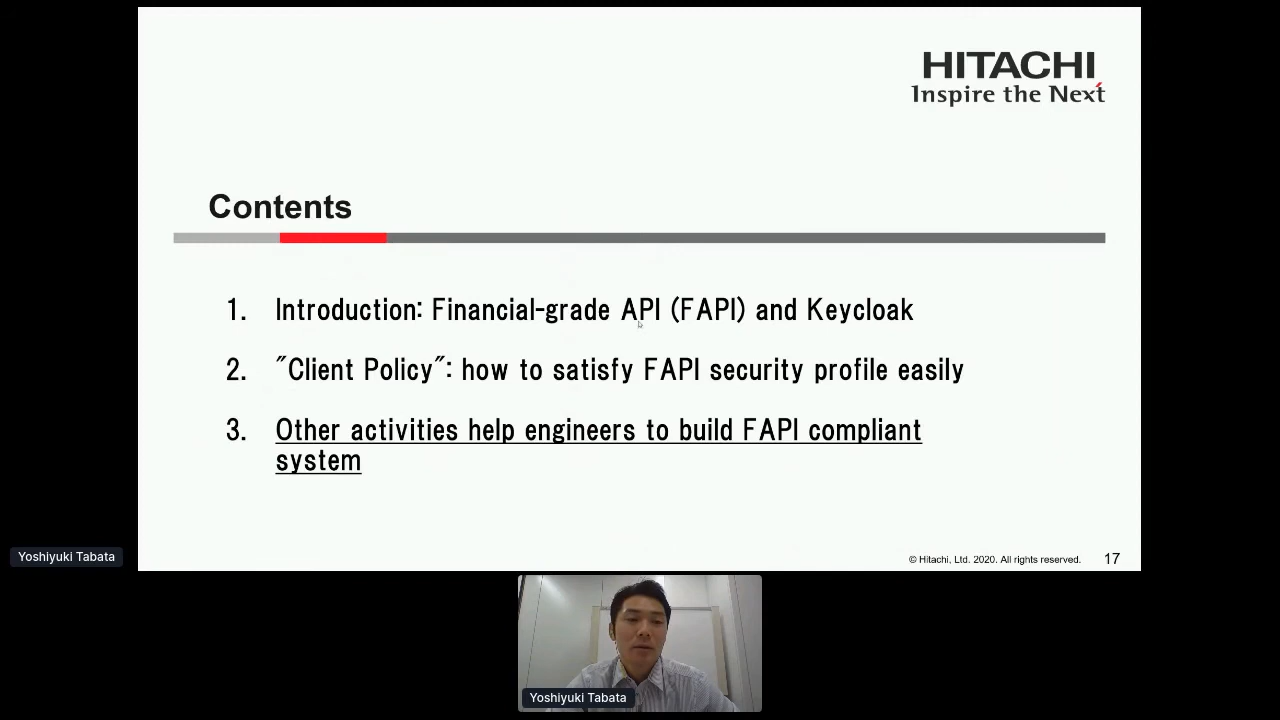 HITACHI
Inspire the Next
Contents
1. Introduction: Financial-grade API (FAPI) and Keycloak
2. "Client Policy": how to satisfy FAPI security profile easily
3. Other activities help engineers to build FAPI compliant
system
© Hitachi, Ltd. 2020. All rights reserved. 17
Yoshiyuki Tabata
Yoshiyuki Tabata